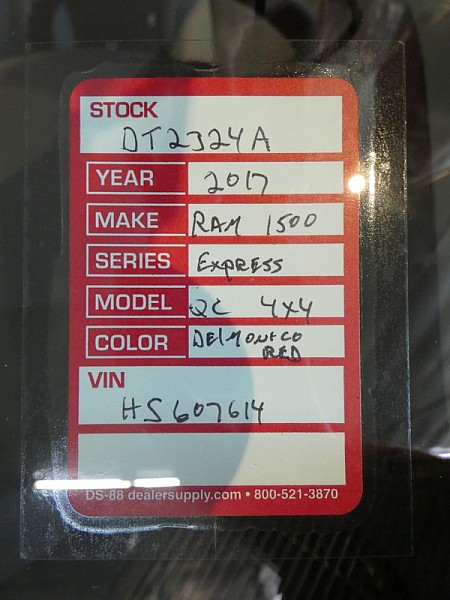 STOCK
DT2324A
YEAR 2017
MAKE RAM 1500
SERIES ExpRESS
MODEL QC 4x4
COLOR DElMONICO
RED
VIN
HS607614
DS-88 dealersupply.com • 800-521-3870